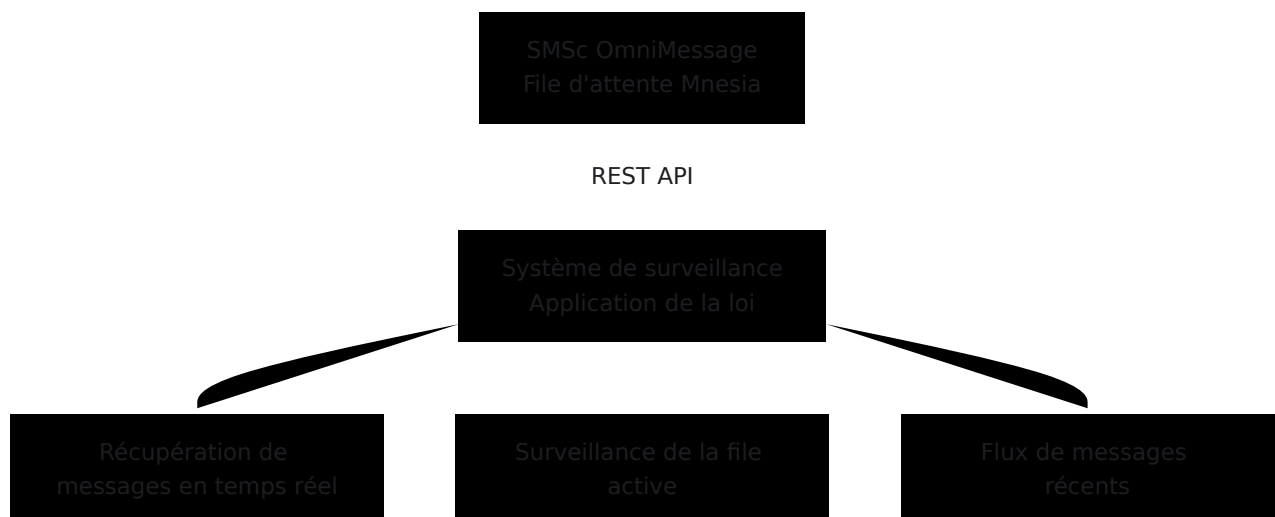 SMSc OmniMessage
File d'attente Mnesia
REST API
Système de surveillance
Application de la loi
Récupération de
messages en temps réel
Surveillance de la file
active
Flux de messages
récents